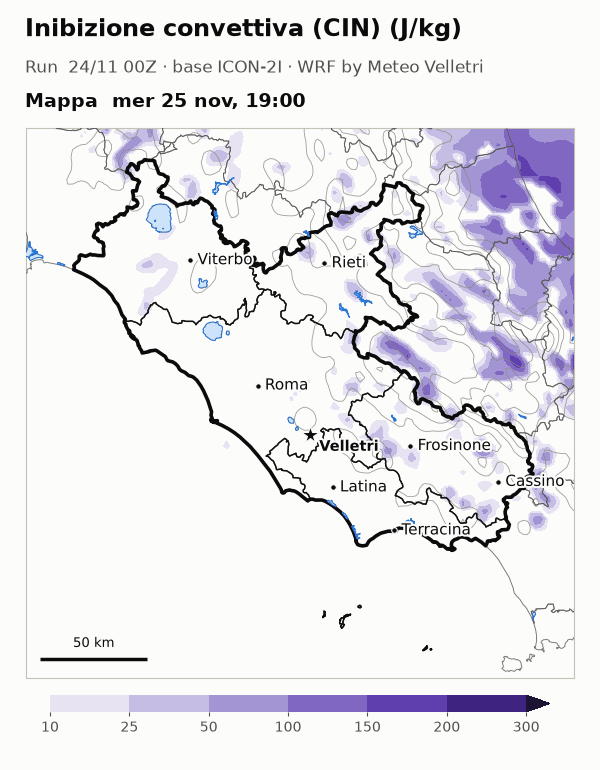 Inibizione convettiva (CIN) (J/kg)
Run  24/11 00Z · base ICON-2I · WRF by Meteo Velletri
Mappa  mer 25 nov, 19:00
Viterbo
Rieti
Roma
Velletri
Frosinone
Cassino
Latina
Terracina
50 km
10 25 50 100 150 200 300